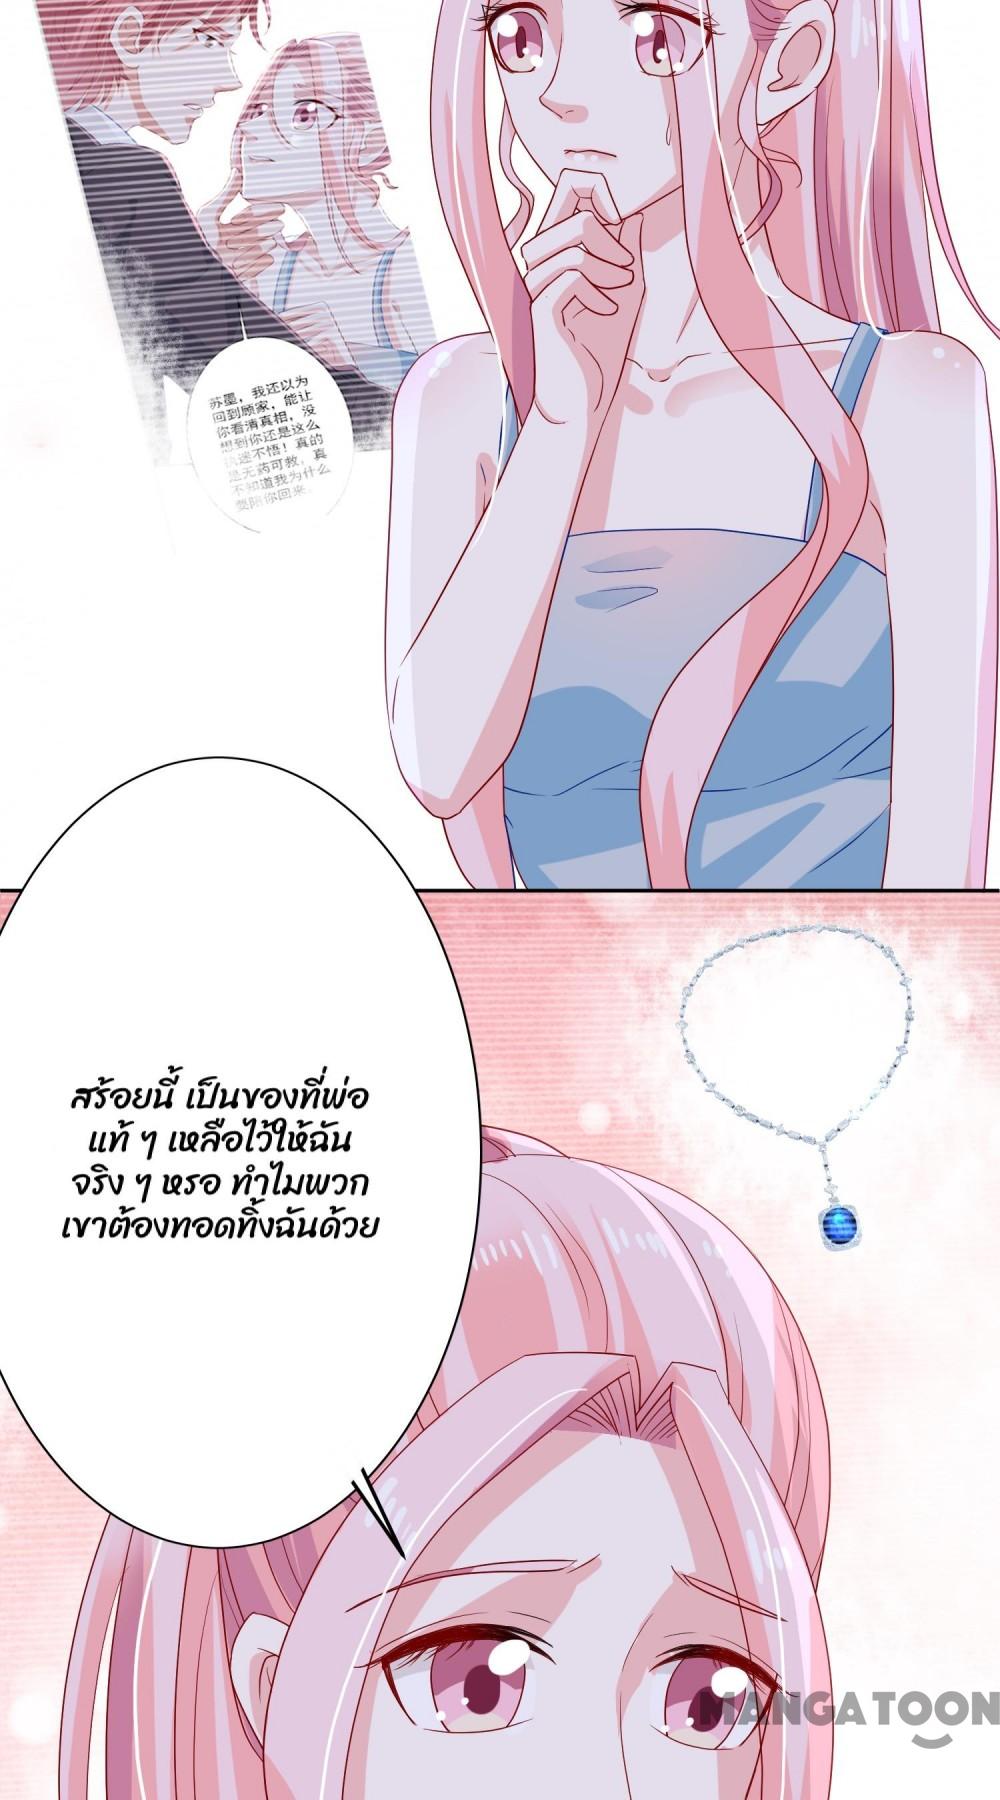 苏墨，我还以为
回到顾家，能让
你看清真相，没
想到你还是这么
执迷不悟！真的
是无药可救，真
不知道我为什么
要陪你回来。
สร้อยนี้ เป็นของที่พ่อ
แท้ ๆ เหลือไว้ให้ฉัน
จริง ๆ หรอ ทำไมพวก
เขาต้องทอดทิ้งฉันด้วย
MANGATOON